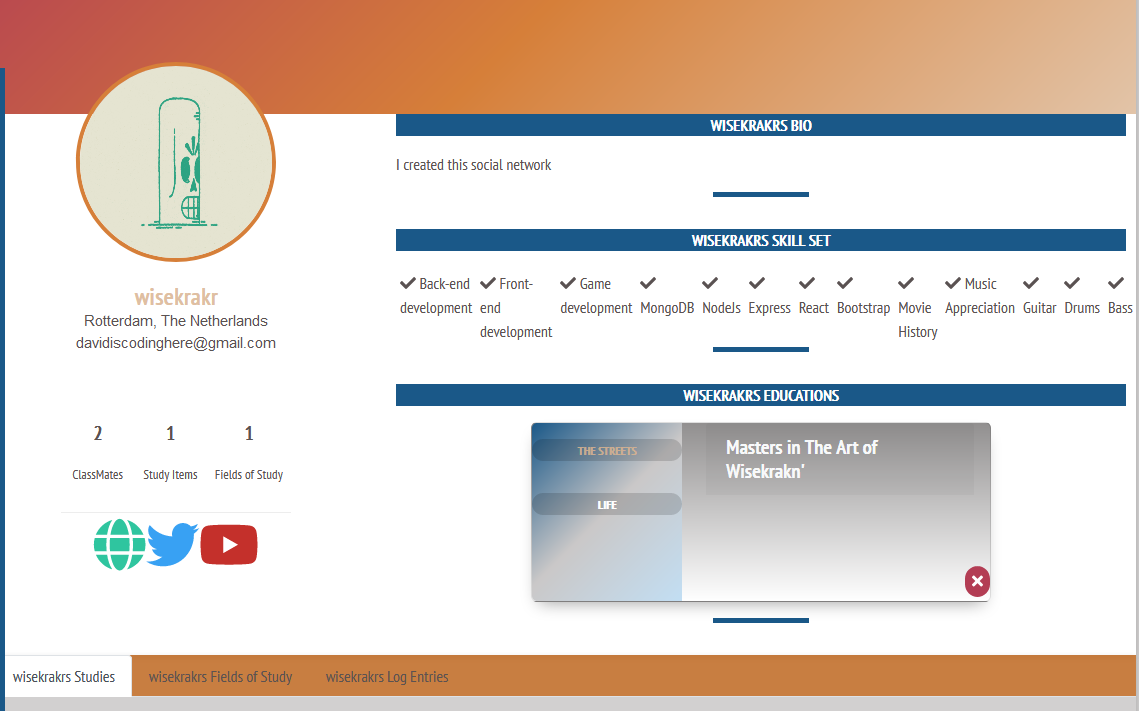 wisekrakr
Rotterdam, The Netherlands
davidiscodinghere@gmail.com
2
ClassMates
1
Study Items
1
Fields of Study
WISEKRAKRS BIO
I created this social network
WISEKRAKRS SKILL SET
Back-end
development
Front-
end
development
Game
development
MongoDB
NodeJs
Express
React
Bootstrap
Movie
History
Music
Appreciation
Guitar
Drums
Bass
WISEKRAKRS EDUCATIONS
THE STREETS
LIFE
Masters in The Art of
Wisekrakn'
wisekrakrs Studies
wisekrakrs Fields of Study
wisekrakrs Log Entries